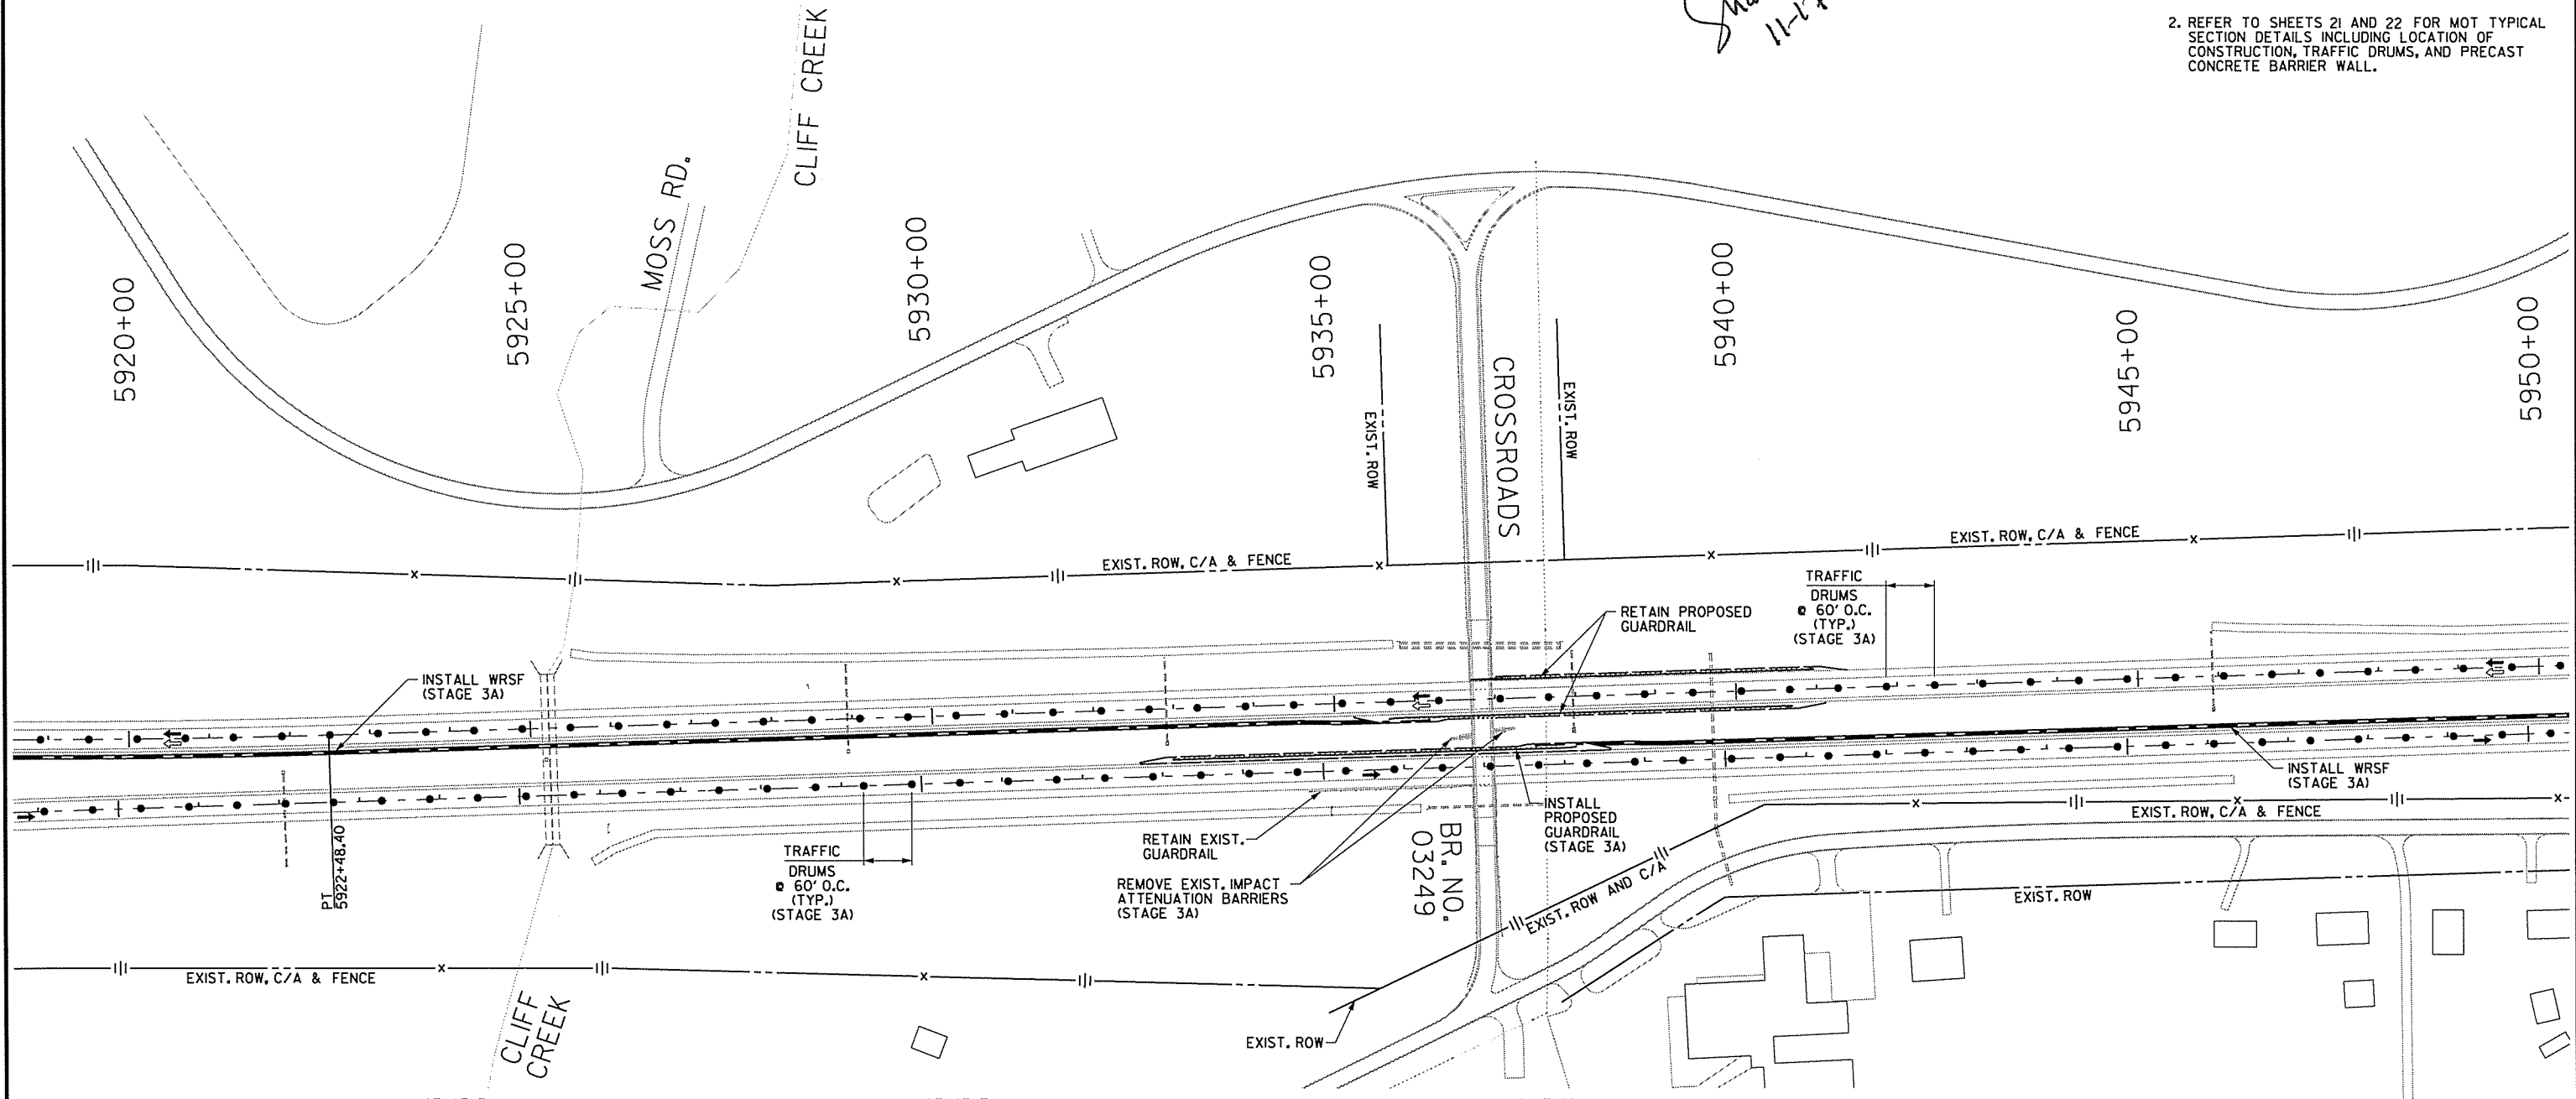 2. REFER TO SHEETS 21 AND 22 FOR MOT TYPICAL
SECTION DETAILS INCLUDING LOCATION OF
CONSTRUCTION, TRAFFIC DRUMS, AND PRECAST
CONCRETE BARRIER WALL.
CLIFF CREEK
MOSS RD.
5920+00
5925+00
5930+00
5935+00
5940+00
5945+00
5950+00
EXIST. ROW
CROSSROADS
EXIST. ROW
EXIST. ROW, C/A & FENCE
EXIST. ROW, C/A & FENCE
TRAFFIC
DRUMS
@ 60' O.C.
(TYP.)
(STAGE 3A)
RETAIN PROPOSED
GUARDRAIL
INSTALL WRSF
(STAGE 3A)
INSTALL WRSF
(STAGE 3A)
INSTALL
PROPOSED
GUARDRAIL
(STAGE 3A)
EXIST. ROW, C/A & FENCE
RETAIN EXIST.
GUARDRAIL
REMOVE EXIST. IMPACT
ATTENUATION BARRIERS
(STAGE 3A)
TRAFFIC
DRUMS
@ 60' O.C.
(TYP.)
(STAGE 3A)
PT
5922+48.40
BR. NO.
03249
EXIST. ROW AND C/A
EXIST. ROW
EXIST. ROW, C/A & FENCE
CLIFF
CREEK
EXIST. ROW